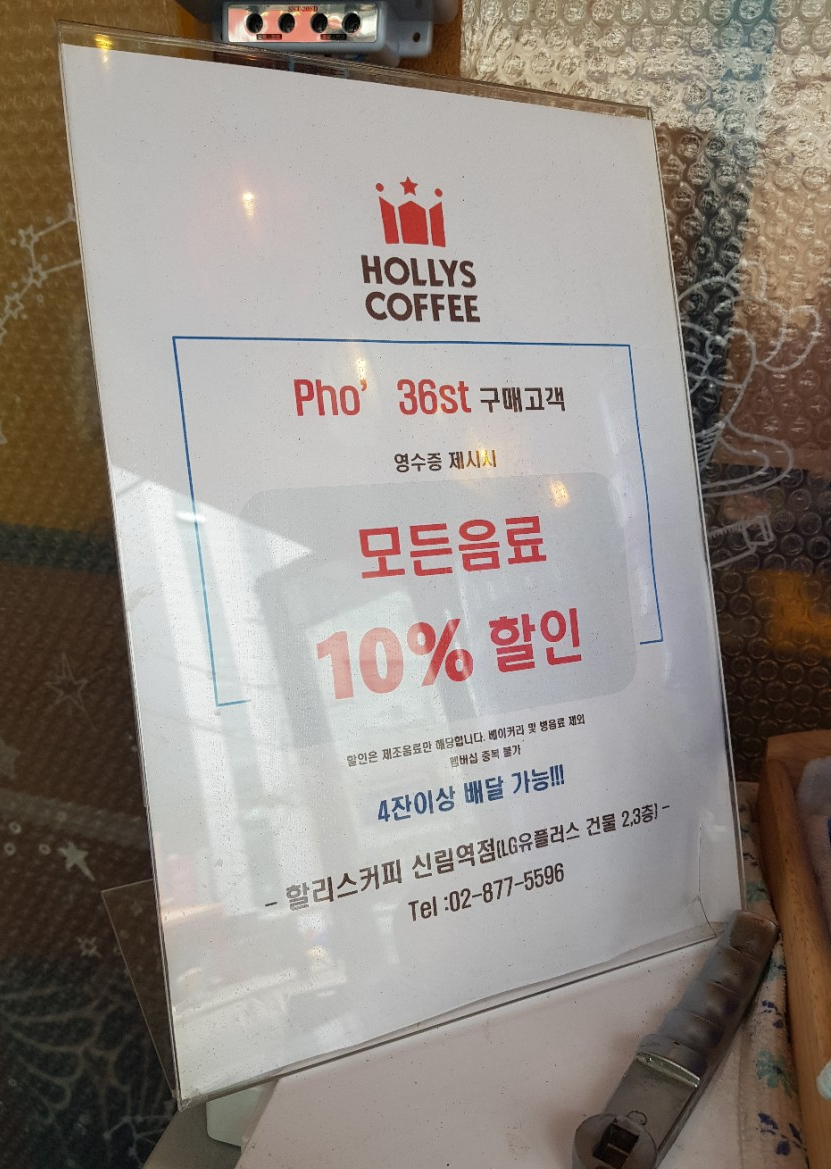 HOLLYS
COFFEE
Pho' 36st 구매고객
영수증 제시시
모든음료
10% 할인
할인은 제조음료만 해당합니다. 베이커리 및 병음료 제외
멤버십 중복 불가
4잔이상 배달 가능!!!
- 할리스커피 신림역점(LG유플러스 건물 2,3층) -
Tel :02-877-5596